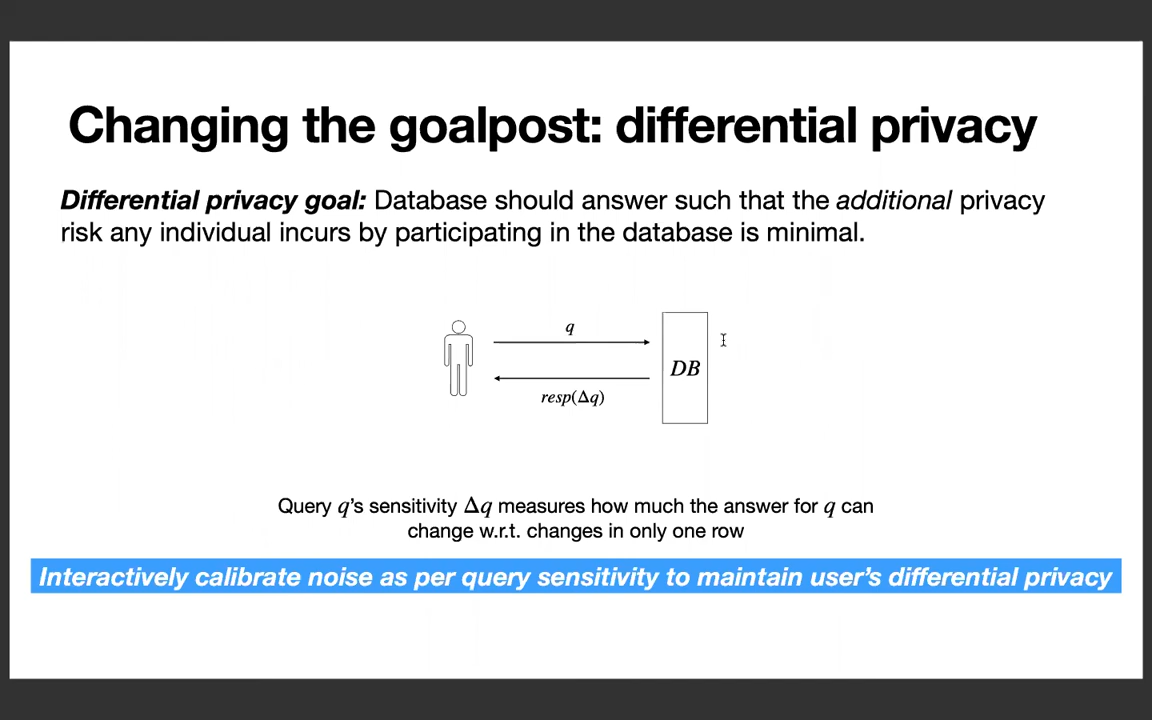 Changing the goalpost: differential privacy
Differential privacy goal: Database should answer such that the additional privacy
risk any individual incurs by participating in the database is minimal.
q
DB
resp(Δq)
Query q’s sensitivity Δq measures how much the answer for q can
change w.r.t. changes in only one row
Interactively calibrate noise as per query sensitivity to maintain user’s differential privacy